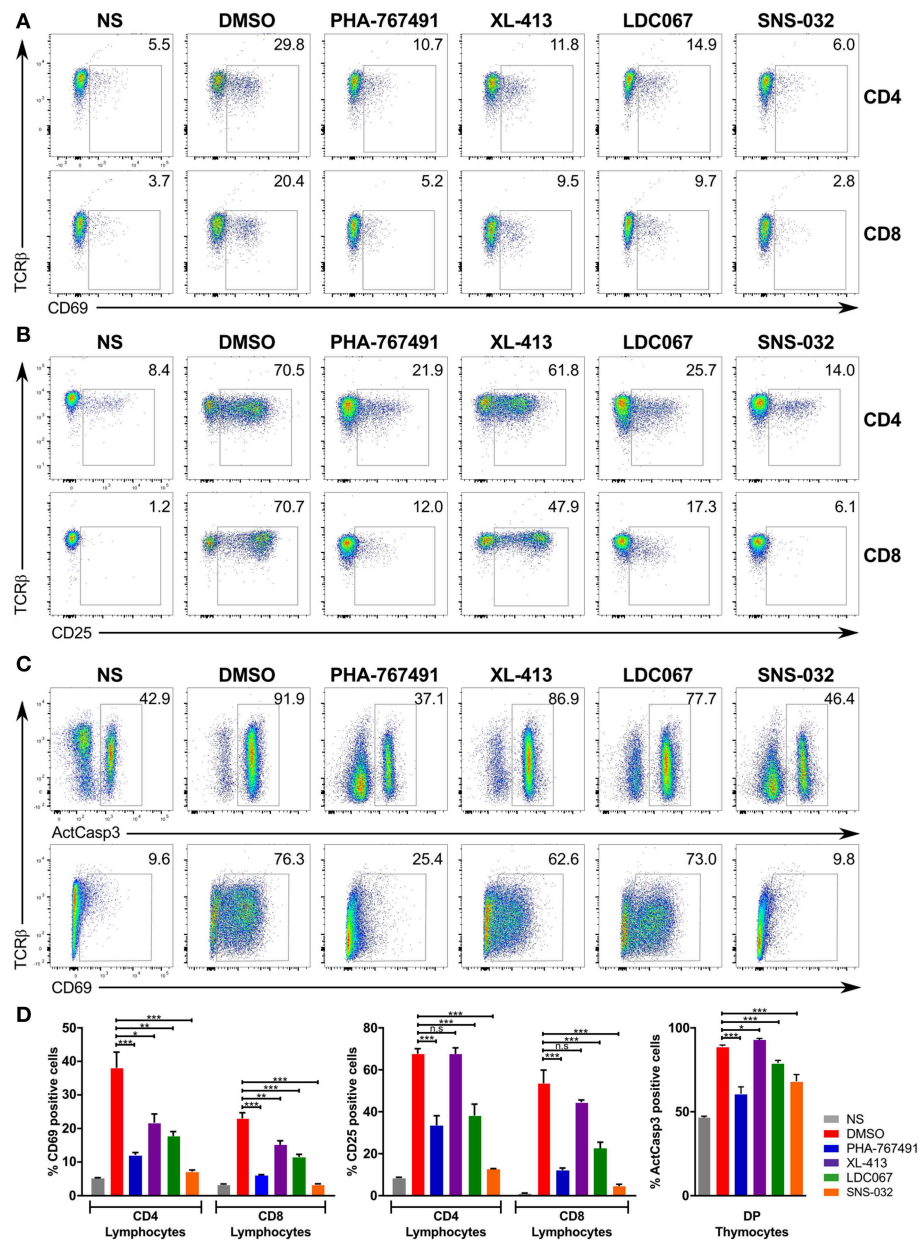 A
NS DMSO PHA-767491 XL-413 LDC067 SNS-032
5.5 29.8 10.7 11.8 14.9 6.0
CD4
3.7 20.4 5.2 9.5 9.7 2.8
CD8
TCRβ
CD69
B
NS DMSO PHA-767491 XL-413 LDC067 SNS-032
8.4 70.5 21.9 61.8 25.7 14.0
CD4
1.2 70.7 12.0 47.9 17.3 6.1
CD8
TCRβ
CD25
C
NS DMSO PHA-767491 XL-413 LDC067 SNS-032
42.9 91.9 37.1 86.9 77.7 46.4
ActCasp3
9.6 76.3 25.4 62.6 73.0 9.8
TCRβ
CD69
D
% CD69 positive cells
50
40
30
20
10
0
***
**
*
***
***
***
**
***
CD4 CD8
Lymphocytes Lymphocytes
% CD25 positive cells
80
60
40
20
0
***
***
n.s
***
***
***
n.s
***
CD4 CD8
Lymphocytes Lymphocytes
% ActCasp3 positive cells
100
50
0
***
***
*
***
DP
Thymocytes
NS
DMSO
PHA-767491
XL-413
LDC067
SNS-032